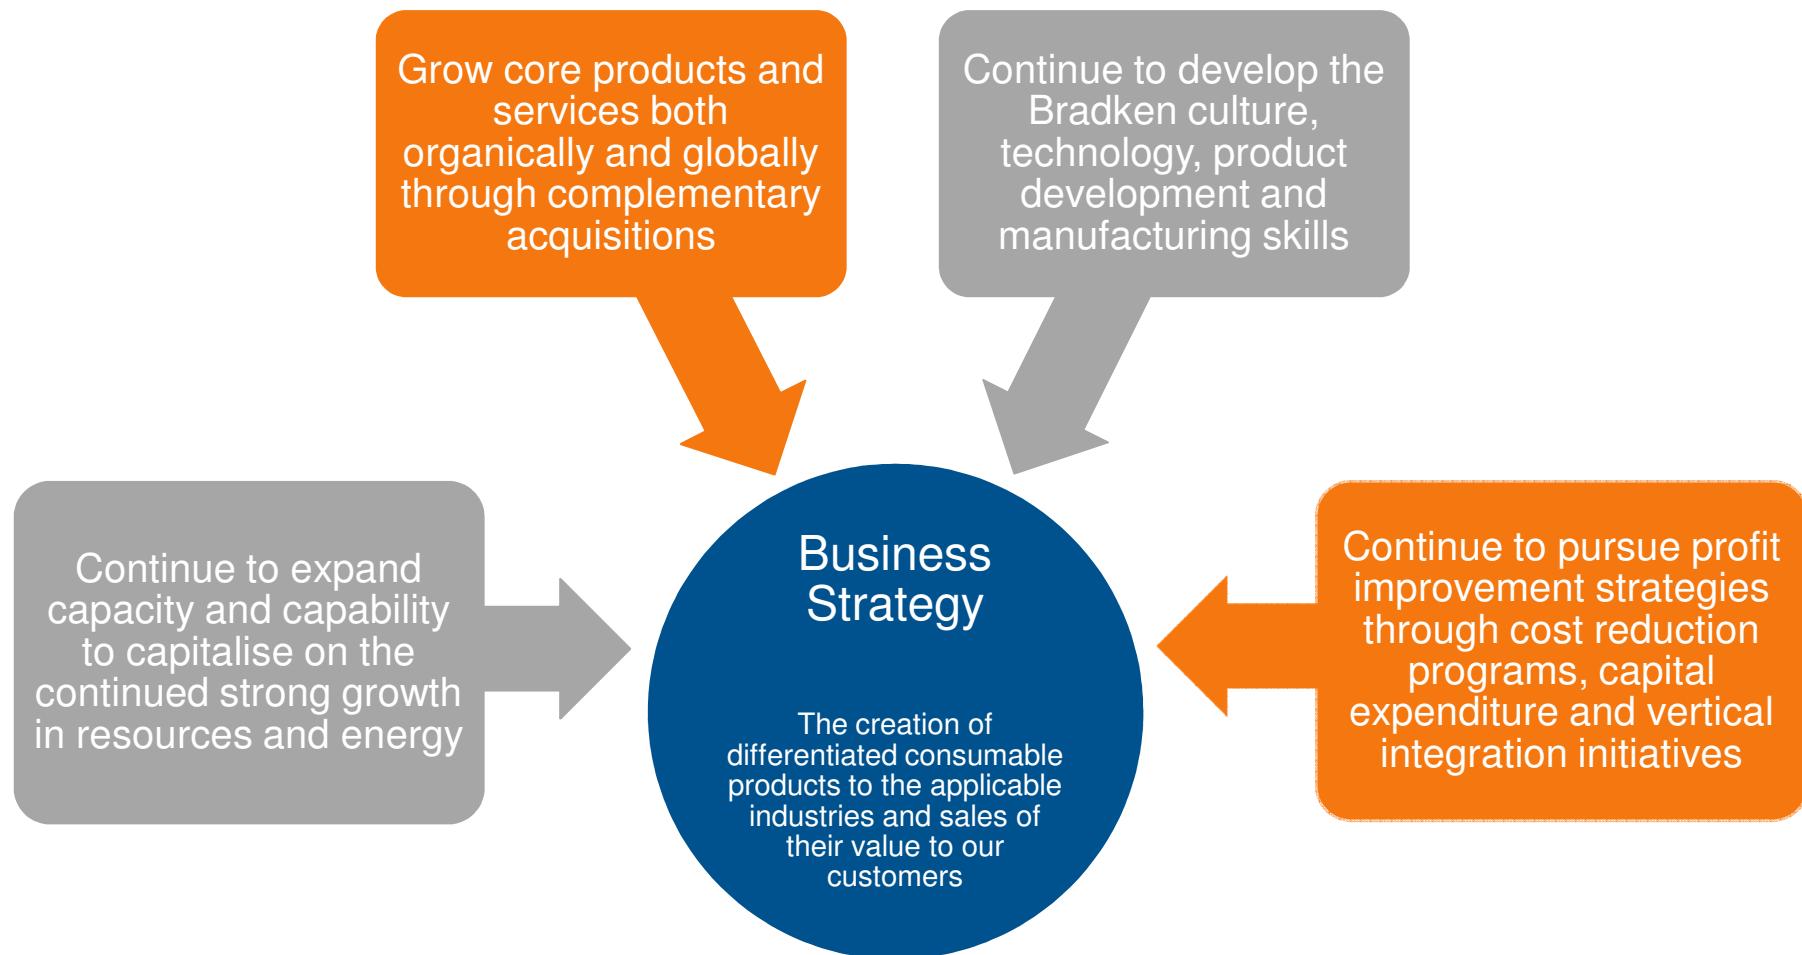 Grow core products and
services both
organically and globally
through complementary
acquisitions
Continue to develop the
Bradken culture,
technology, product
development and
manufacturing skills
Continue to expand
capacity and capability
to capitalise on the
continued strong growth
in resources and energy
Business
Strategy
The creation of
differentiated consumable
products to the applicable
industries and sales of
their value to our
customers
Continue to pursue profit
improvement strategies
through cost reduction
programs, capital
expenditure and vertical
integration initiatives